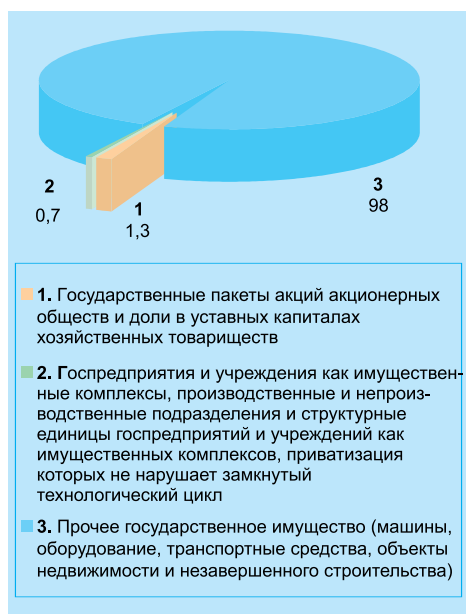 2
0,7
1
1,3
3
98
1. Государственные пакеты акций акционерных
обществ и доли в уставных капиталах
хозяйственных товариществ
2. Госпредприятия и учреждения как имуществен-
ные комплексы, производственные и непроиз-
водственные подразделения и структурные
единицы госпредприятий и учреждений как
имущественных комплексов, приватизация
которых не нарушает замкнутый
технологический цикл
3. Прочее государственное имущество (машины,
оборудование, транспортные средства, объекты
недвижимости и незавершенного строительства)